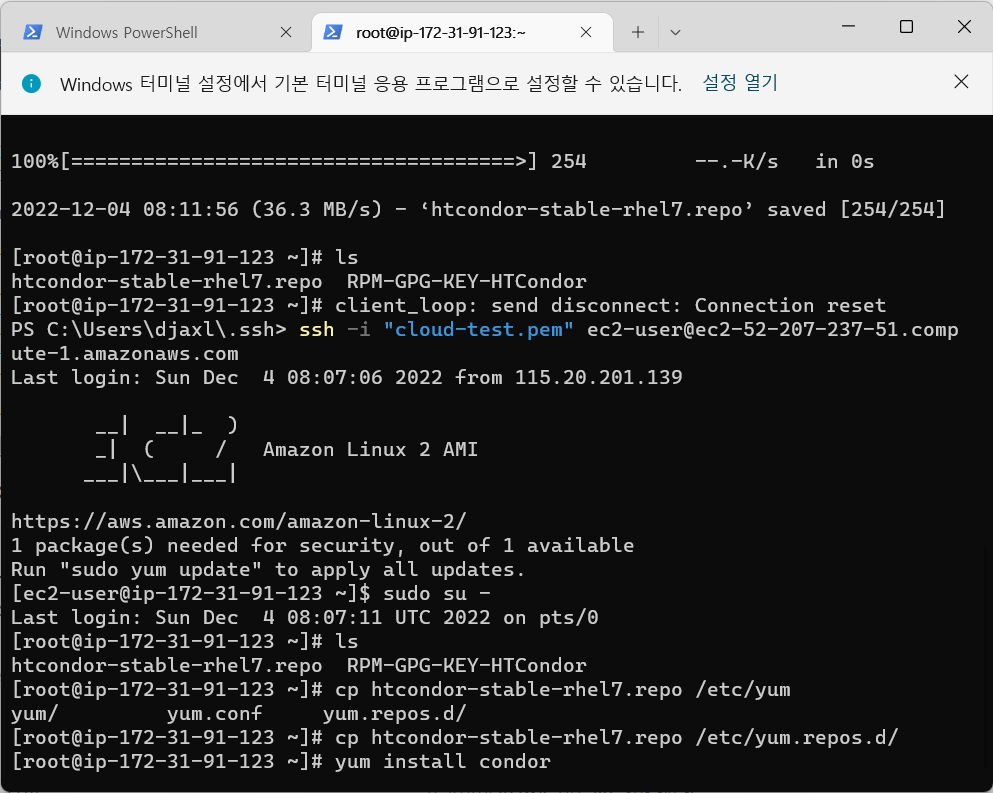 Windows PowerShell
root@ip-172-31-91-123:~
Windows 터미널 설정에서 기본 터미널 응용 프로그램으로 설정할 수 있습니다. 설정 열기
100%[=====================================>] 254         --.-K/s   in 0s
2022-12-04 08:11:56 (36.3 MB/s) - ‘htcondor-stable-rhel7.repo’ saved [254/254]
[root@ip-172-31-91-123 ~]# ls
htcondor-stable-rhel7.repo  RPM-GPG-KEY-HTCondor
[root@ip-172-31-91-123 ~]# client_loop: send disconnect: Connection reset
PS C:\Users\djaxl\.ssh> ssh -i "cloud-test.pem" ec2-user@ec2-52-207-237-51.comp
ute-1.amazonaws.com
Last login: Sun Dec  4 08:07:06 2022 from 115.20.201.139
       __|  __|_  )
       _|  (     /   Amazon Linux 2 AMI
      ___|\___|___|
https://aws.amazon.com/amazon-linux-2/
1 package(s) needed for security, out of 1 available
Run "sudo yum update" to apply all updates.
[ec2-user@ip-172-31-91-123 ~]$ sudo su -
Last login: Sun Dec  4 08:07:11 UTC 2022 on pts/0
[root@ip-172-31-91-123 ~]# ls
htcondor-stable-rhel7.repo  RPM-GPG-KEY-HTCondor
[root@ip-172-31-91-123 ~]# cp htcondor-stable-rhel7.repo /etc/yum
yum/         yum.conf     yum.repos.d/
[root@ip-172-31-91-123 ~]# cp htcondor-stable-rhel7.repo /etc/yum.repos.d/
[root@ip-172-31-91-123 ~]# yum install condor